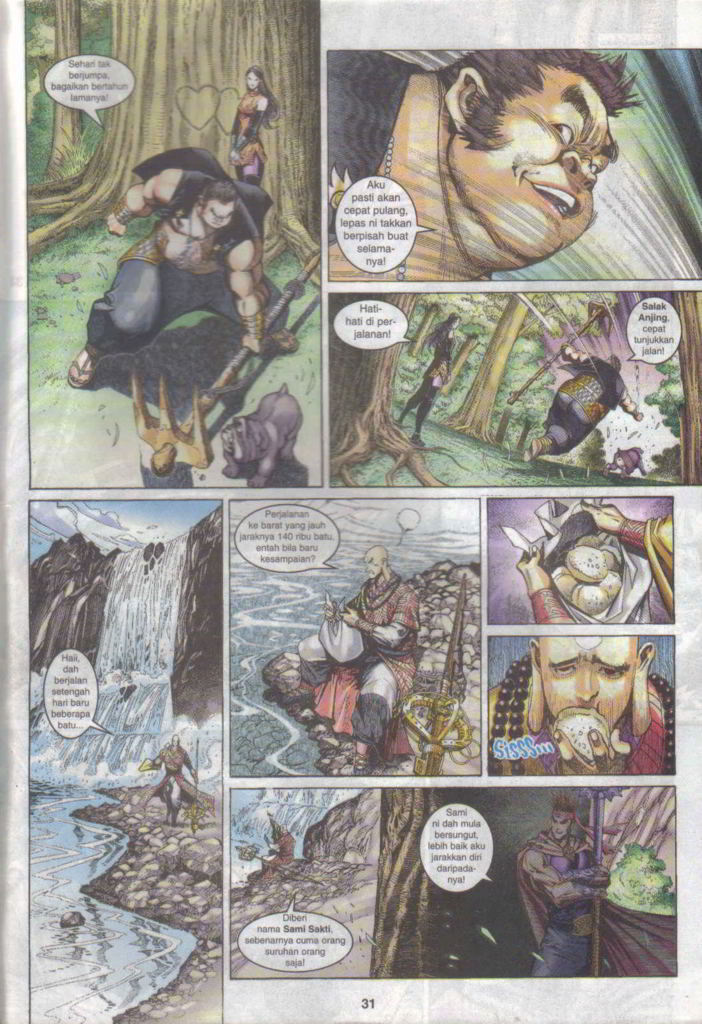 Sehari tak
berjumpa,
bagaikan bertahun
lamanya!
Aku
pasti akan
cepat pulang,
lepas ni takkan
berpisah buat
selama-
nya!
Hati-
hati di per-
jalanan!
Salak
Anjing,
cepat
tunjukkan
jalan!
Haii,
dah
berjalan
setengah
hari baru
beberapa
batu...
Perjalanan
ke barat yang jauh
jaraknya 140 ribu batu,
entah bila baru
kesampaian?
SISSS...
Diberi
nama Sami Sakti,
sebenarnya cuma orang
suruhan orang
saja!
Sami
ni dah mula
bersungut,
lebih baik aku
jarakkan diri
daripada-
nya!
31